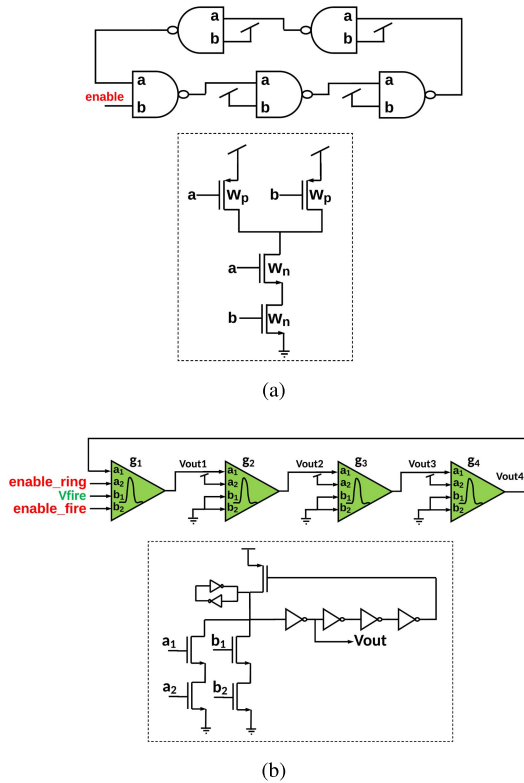 a
b
a
b
a
b
enable
a
b
a
b
a
Wp
b
Wp
a
Wn
b
Wn
(a)
g1
g2
g3
g4
Vout1
Vout2
Vout3
Vout4
enable_ring
Vfire
enable_fire
a1
a2
b1
b2
a1
a2
b1
b2
a1
a2
b1
b2
a1
a2
b1
b2
a1
b1
Vout
a2
b2
(b)